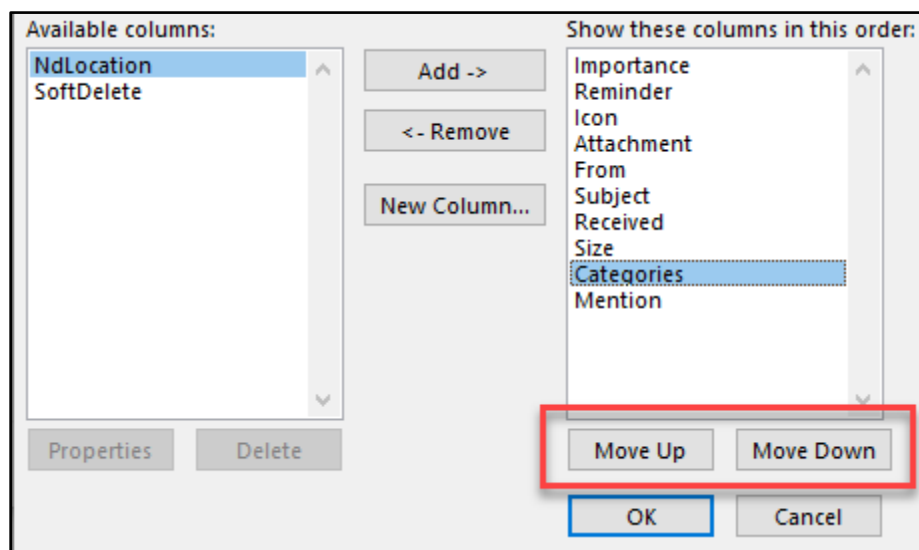 Available columns:
NdLocation
SoftDelete
Add ->
<- Remove
New Column...
Properties
Delete
Show these columns in this order:
Importance
Reminder
Icon
Attachment
From
Subject
Received
Size
Categories
Mention
Move Up
Move Down
OK
Cancel